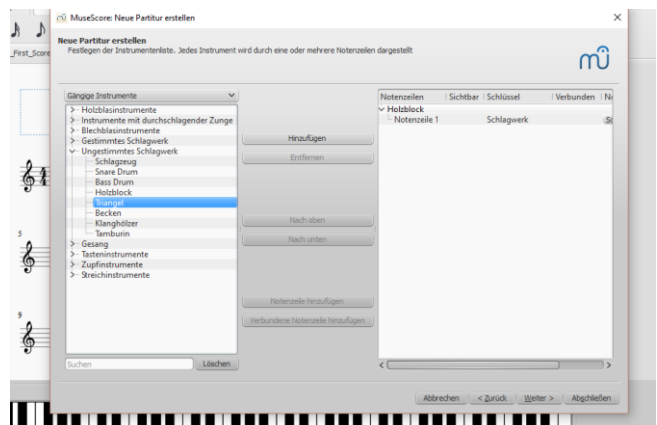 MuseScore: Neue Partitur erstellen
_First_Score
Neue Partitur erstellen
Festlegen der Instrumentenliste. Jedes Instrument wird durch eine oder mehrere Notenzeilen dargestellt
Gängige Instrumente
Holzblasinstrumente
Instrumente mit durchschlagender Zunge
Blechblasinstrumente
Gestimmtes Schlagwerk
Ungestimmtes Schlagwerk
Schlagzeug
Snare Drum
Bass Drum
Holzblock
Triangel
Becken
Klanghölzer
Tamburin
Gesang
Tasteninstrumente
Zupfinstrumente
Streichinstrumente
Suchen
Löschen
Hinzufügen
Entfernen
Nach oben
Nach unten
Notenzeile hinzufügen
Verbundene Notenzeile hinzufügen
Notenzeilen Sichtbar Schlüssel Verbunden
Holzblock
Notenzeile 1 Schlagwerk
Abbrechen < Zurück Weiter > Abschließen
5
9